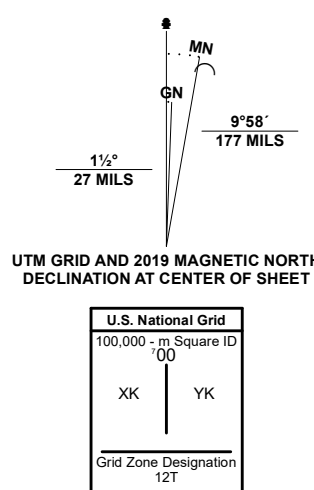 MN
GN
9°58´
177 MILS
1½°
27 MILS
UTM GRID AND 2019 MAGNETIC NORTH
DECLINATION AT CENTER OF SHEET
U.S. National Grid
100,000 - m Square ID
⁷00
XK YK
Grid Zone Designation
12T